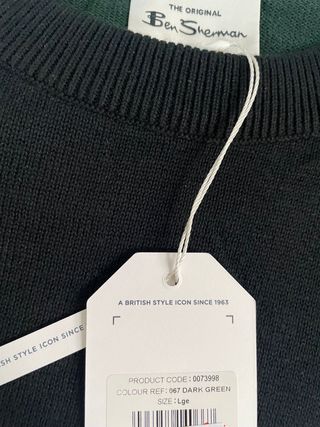 THE ORIGINAL
Ben Sherman
A BRITISH STYLE ICON SINCE 1963
SH STYLE ICON SINCE
PRODUCT CODE : 0073998
COLOUR REF: 067 DARK GREEN
SIZE : Lge